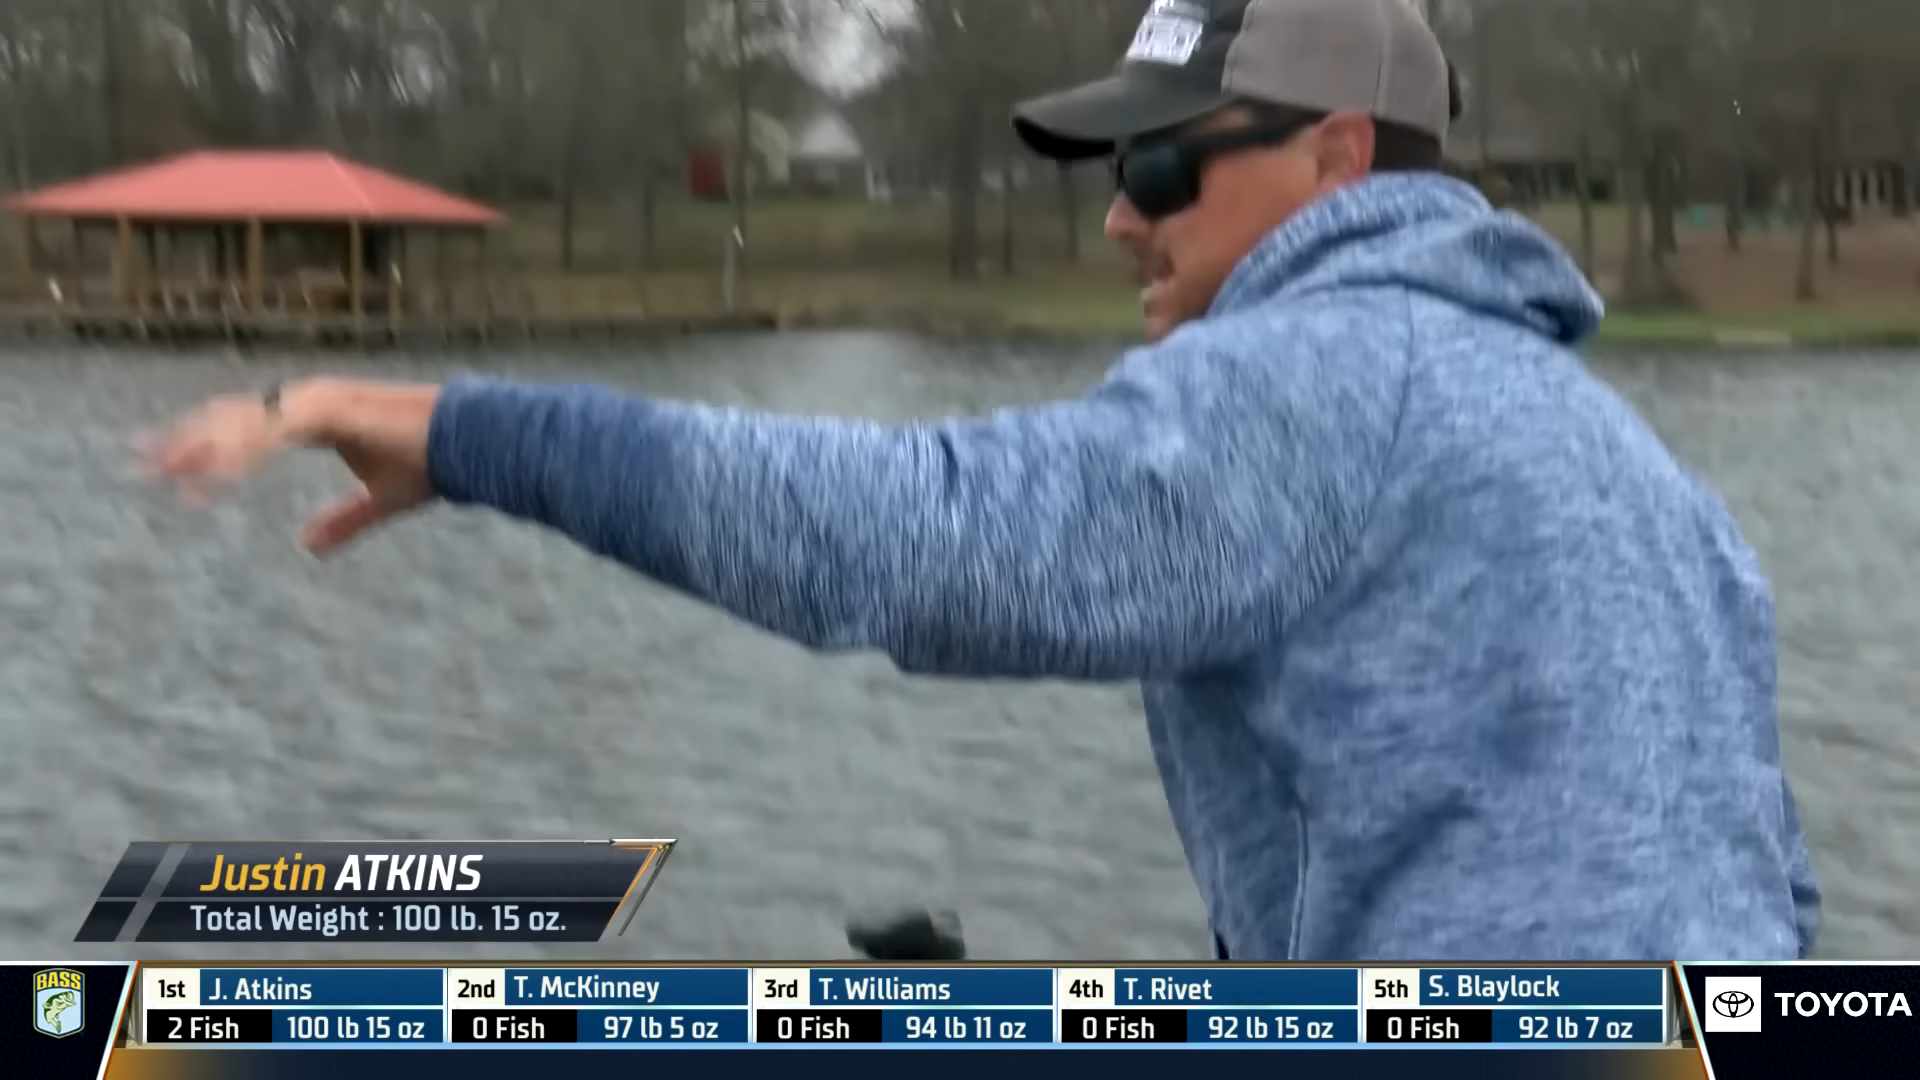 Justin ATKINS
Total Weight : 100 lb. 15 oz.
BASS
1st J. Atkins
2 Fish 100 lb 15 oz
2nd T. McKinney
0 Fish 97 lb 5 oz
3rd T. Williams
0 Fish 94 lb 11 oz
4th T. Rivet
0 Fish 92 lb 15 oz
5th S. Blaylock
0 Fish 92 lb 7 oz
TOYOTA